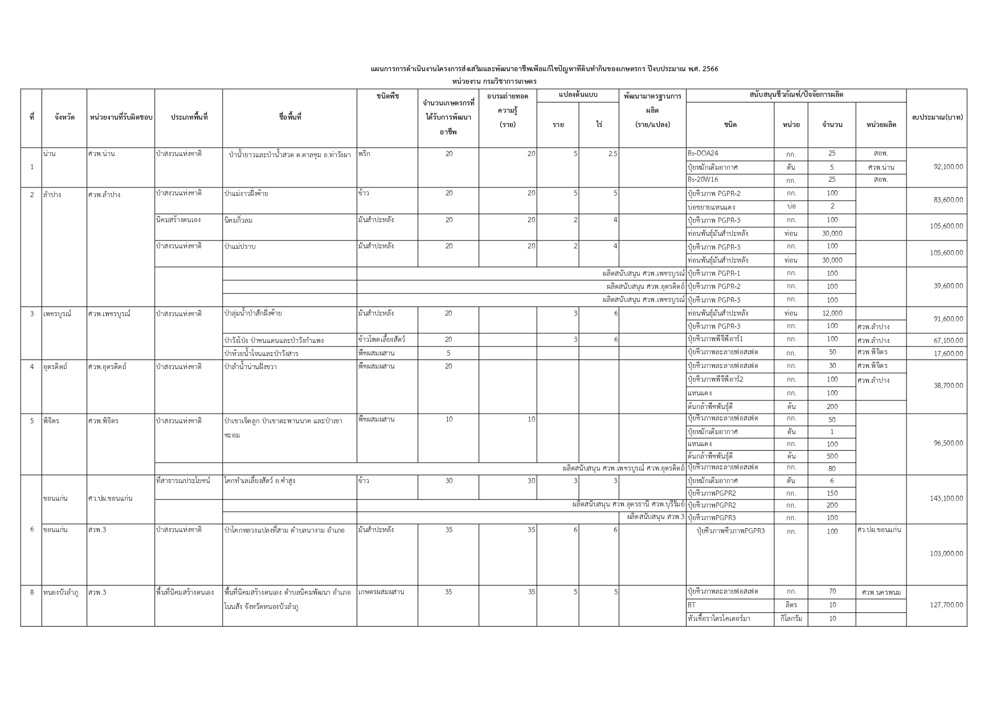 แผนการการดำเนินงานโครงการส่งเสริมและพัฒนาอาชีพเพื่อแก้ไขปัญหาที่ดินทำกินของเกษตรกร ปีงบประมาณ พ.ศ. 2566
หน่วยงาน กรมวิชาการเกษตร
ที่ จังหวัด หน่วยงานที่รับผิดชอบ ประเภทพื้นที่ ชื่อพื้นที่ ชนิดพืช จำนวนเกษตรกรที่ได้รับการพัฒนาอาชีพ อบรมถ่ายทอดความรู้ (ราย) แปลงต้นแบบ พัฒนามาตรฐานการผลิต (ราย/แปลง) สนับสนุนชีวภัณฑ์/ปัจจัยการผลิต งบประมาณ(บาท)
ราย ไร่ ชนิด หน่วย จำนวน หน่วยผลิต
1 น่าน ศวพ.น่าน ป่าสงวนแห่งชาติ ป่าน้ำยาวและป่าน้ำสวด ต.ตาลชุม อ.ท่าวังผา พริก 20 20 5 2.5 Bs-DOA24 กก. 25 สอพ. 92,100.00
ปุ๋ยหมักเติมอากาศ ตัน 5 ศวพ.น่าน
Bs-20W16 กก. 25 สอพ.
2 ลำปาง ศวพ.ลำปาง ป่าสงวนแห่งชาติ ป่าแม่งาวฝั่งซ้าย ข้าว 20 20 5 5 ปุ๋ยชีวภาพ PGPR-2 กก. 100 83,600.00
บ่อขยายแหนแดง บ่อ 2
นิคมสร้างตนเอง นิคมกิ่วลม มันสำปะหลัง 20 20 2 4 ปุ๋ยชีวภาพ PGPR-3 กก. 100 105,600.00
ท่อนพันธุ์มันสำปะหลัง ท่อน 30,000
ป่าสงวนแห่งชาติ ป่าแม่ปราบ มันสำปะหลัง 20 20 2 4 ปุ๋ยชีวภาพ PGPR-3 กก. 100 105,600.00
ท่อนพันธุ์มันสำปะหลัง ท่อน 30,000
ผลิตสนับสนุน ศวพ.เพชรบูรณ์ ปุ๋ยชีวภาพ PGPR-1 กก. 100 39,600.00
ผลิตสนับสนุน ศวพ.อุตรดิตถ์ ปุ๋ยชีวภาพ PGPR-2 กก. 100
ผลิตสนับสนุน ศวพ.เพชรบูรณ์ ปุ๋ยชีวภาพ PGPR-3 กก. 100
3 เพชรบูรณ์ ศวพ.เพชรบูรณ์ ป่าสงวนแห่งชาติ ป่าลุ่มน้ำป่าสักฝั่งซ้าย มันสำปะหลัง 20 3 6 ท่อนพันธุ์มันสำปะหลัง ท่อน 12,000 91,600.00
ปุ๋ยชีวภาพ PGPR-3 กก. 100 ศวพ.ลำปาง
ป่าวังโป่ง ป่าชนแดนและป่าวังกำแพง ข้าวโพดเลี้ยงสัตว์ 20 3 6 ปุ๋ยชีวภาพพีจีพีอาร์1 กก. 100 ศวพ.ลำปาง 67,100.00
ป่าห้วยน้ำโจนและป่าวังสาร พืชผสมผสาน 5 ปุ๋ยชีวภาพละลายฟอสเฟต กก. 50 ศวพ.พิจิตร 17,600.00
4 อุตรดิตถ์ ศวพ.อุตรดิตถ์ ป่าสงวนแห่งชาติ ป่าลำน้ำน่านฝั่งขวา พืชผสมผสาน 20 ปุ๋ยชีวภาพละลายฟอสเฟต กก. 30 ศวพ.พิจิตร 38,700.00
ปุ๋ยชีวภาพพีจีพีอาร์2 กก. 100 ศวพ.ลำปาง
แหนแดง กก. 100
ต้นกล้าพืชพันธุ์ดี ต้น 200
5 พิจิตร ศวพ.พิจิตร ป่าสงวนแห่งชาติ ป่าเขาเจ็ดลูก ป่าเขาตะพานนาค และป่าเขา พืชผสมผสาน 10 10 ปุ๋ยชีวภาพละลายฟอสเฟต กก. 50 96,500.00
ชะอม ปุ๋ยหมักเติมอากาศ ตัน 1
แหนแดง กก. 100
ต้นกล้าพืชพันธุ์ดี ต้น 500
ผลิตสนับสนุน ศวพ.เพชรบูรณ์ ศวพ.อุตรดิตถ์ ปุ๋ยชีวภาพละลายฟอสเฟต กก. 80
ขอนแก่น ศว.ปผ.ขอนแก่น ที่สาธารณประโยชน์ โคกทำเลเลี้ยงสัตว์ อ.ซำสูง ข้าว 30 30 3 3 ปุ๋ยหมักเติมอากาศ ตัน 6 143,100.00
ปุ๋ยชีวภาพPGPR2 กก. 150
ผลิตสนับสนุน ศวพ.อุดรธานี ศวพ.บุรีรัมย์ ปุ๋ยชีวภาพPGPR2 กก. 200
ผลิตสนับสนุน สวพ.3 ปุ๋ยชีวภาพPGPR3 กก. 100
6 ขอนแก่น สวพ.3 ป่าสงวนแห่งชาติ ป่าโคกหลวงแปลงที่สาม ตำบลนางาม อำเภอ มันสำปะหลัง 35 35 6 6 ปุ๋ยชีวภาพชีวภาพPGPR3 กก. 100 ศว.ปผ.ขอนแก่น 103,000.00
8 หนองบัวลำภู สวพ.3 พื้นที่นิคมสร้างตนเอง พื้นที่นิคมสร้างตนเอง ตำบลนิคมพัฒนา อำเภอ เกษตรผสมผสาน 35 35 5 5 ปุ๋ยชีวภาพละลายฟอสเฟต กก. 70 ศวพ.นครพนม 127,700.00
โนนสัง จังหวัดหนองบัวลำภู BT ลิตร 10
หัวเชื้อราไตรโคเดอร์มา กิโลกรัม 10